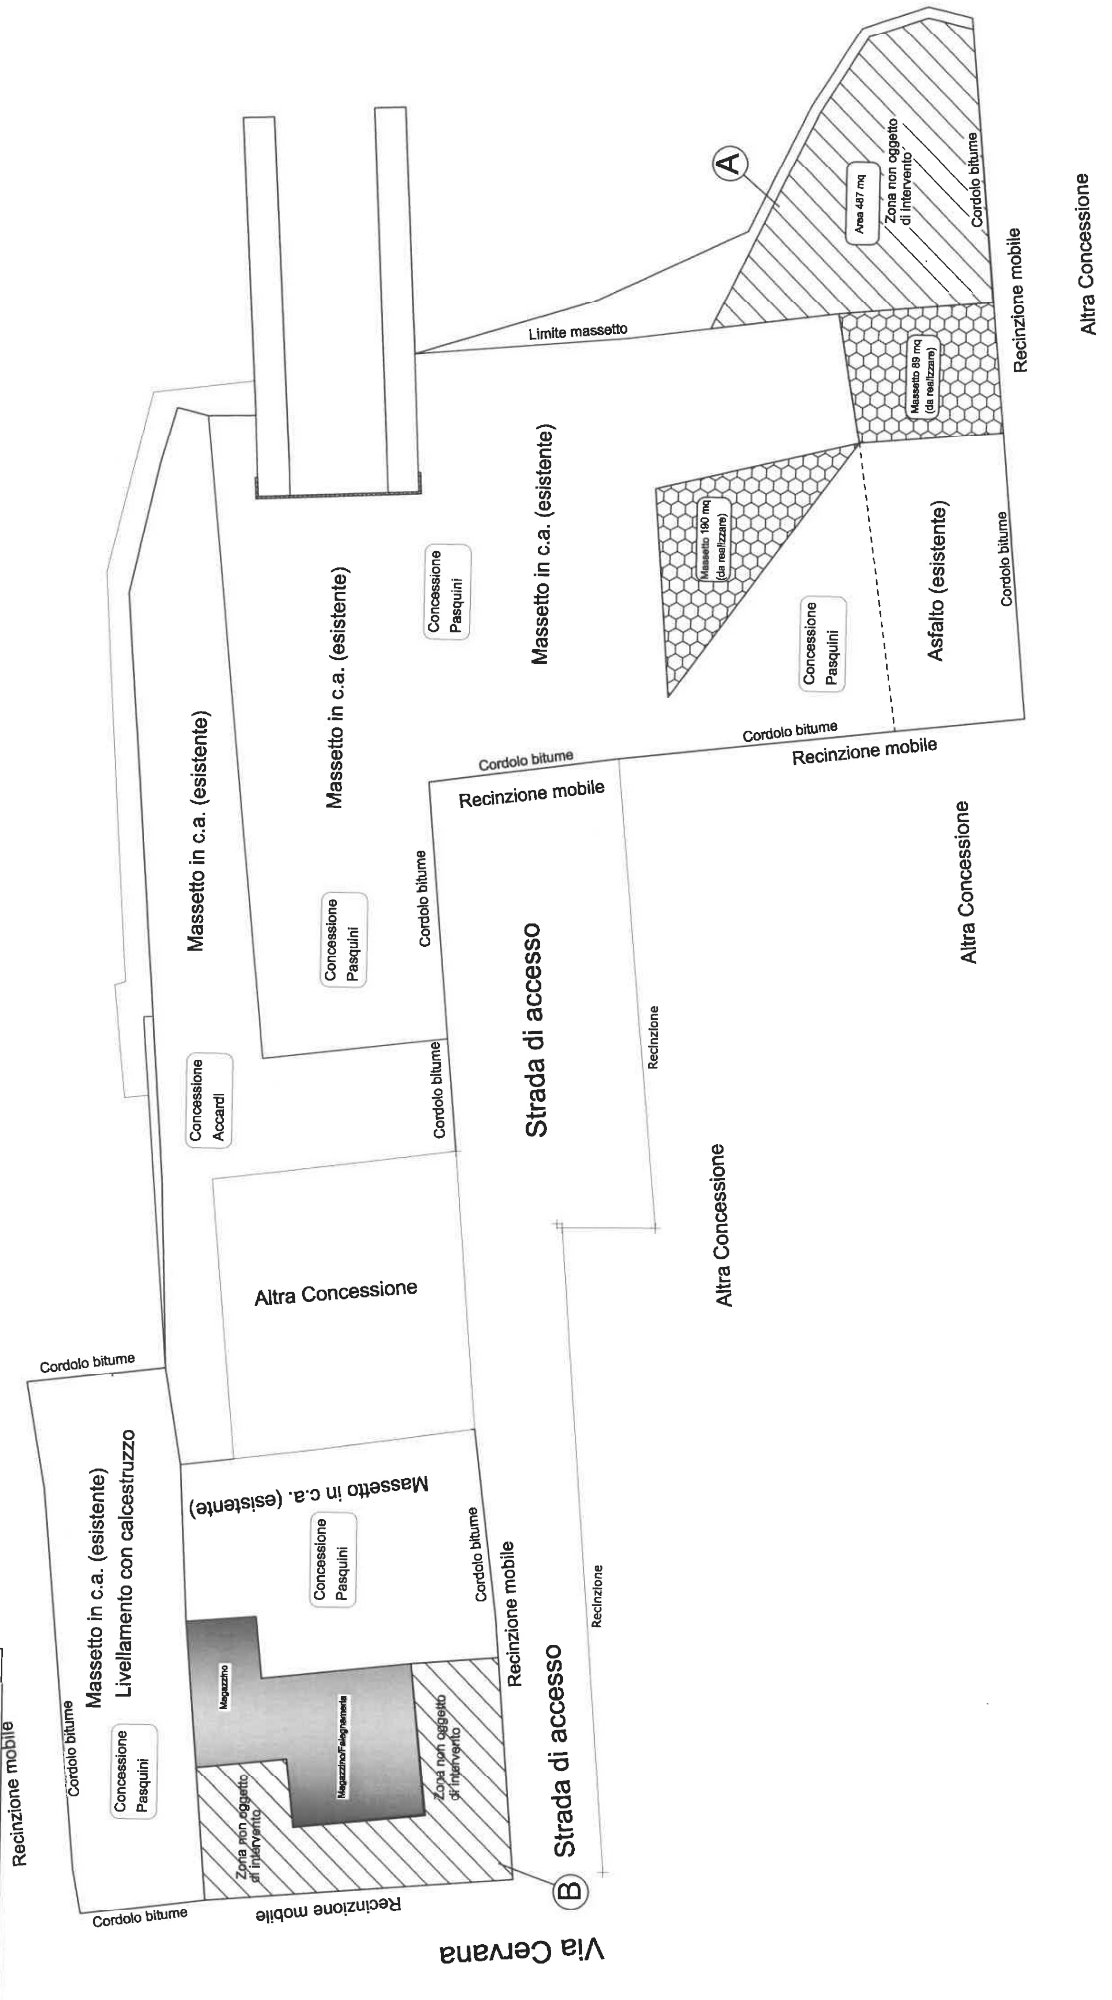 Recinzione mobile
Cordolo bitume
Cordolo bitume
Cordolo bitume
Massetto in c.a. (esistente)
Livellamento con calcestruzzo
Concessione
Pasquini
Massetto in c.a. (esistente)
Concessione
Pasquini
Magazzino
Magazzino/Falegnameria
Zona non oggetto
di intervento
Zona non oggetto
di intervento
Cordolo bitume
Recinzione mobile
Recinzione mobile
B
Via Cervana
Strada di accesso
Recinzione
Altra Concessione
Concessione
Accardi
Massetto in c.a. (esistente)
Cordolo bitume
Concessione
Pasquini
Massetto in c.a. (esistente)
Cordolo bitume
Strada di accesso
Recinzione
Altra Concessione
Cordolo bitume
Recinzione mobile
Concessione
Pasquini
Massetto in c.a. (esistente)
Limite massetto
Massetto 190 mq
(da realizzare)
Concessione
Pasquini
Cordolo bitume
Recinzione mobile
Altra Concessione
Asfalto (esistente)
Cordolo bitume
Massetto 89 mq
(da realizzare)
A
Area 487 mq
Zona non oggetto
di intervento
Cordolo bitume
Recinzione mobile
Altra Concessione